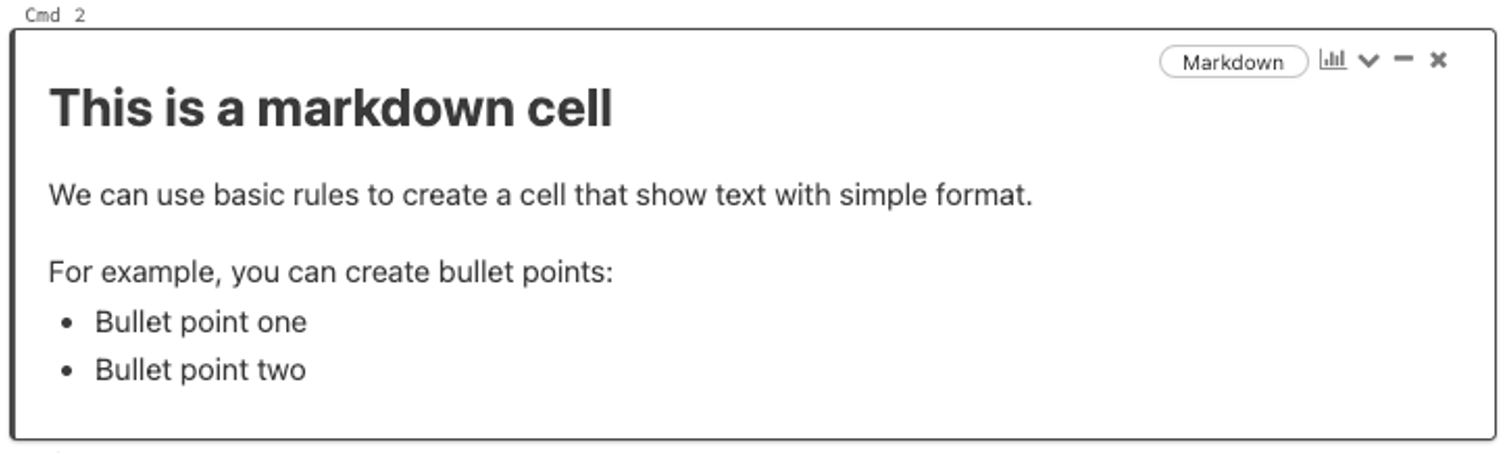 Cmd 2
Markdown
This is a markdown cell
We can use basic rules to create a cell that show text with simple format.
For example, you can create bullet points:
• Bullet point one
• Bullet point two